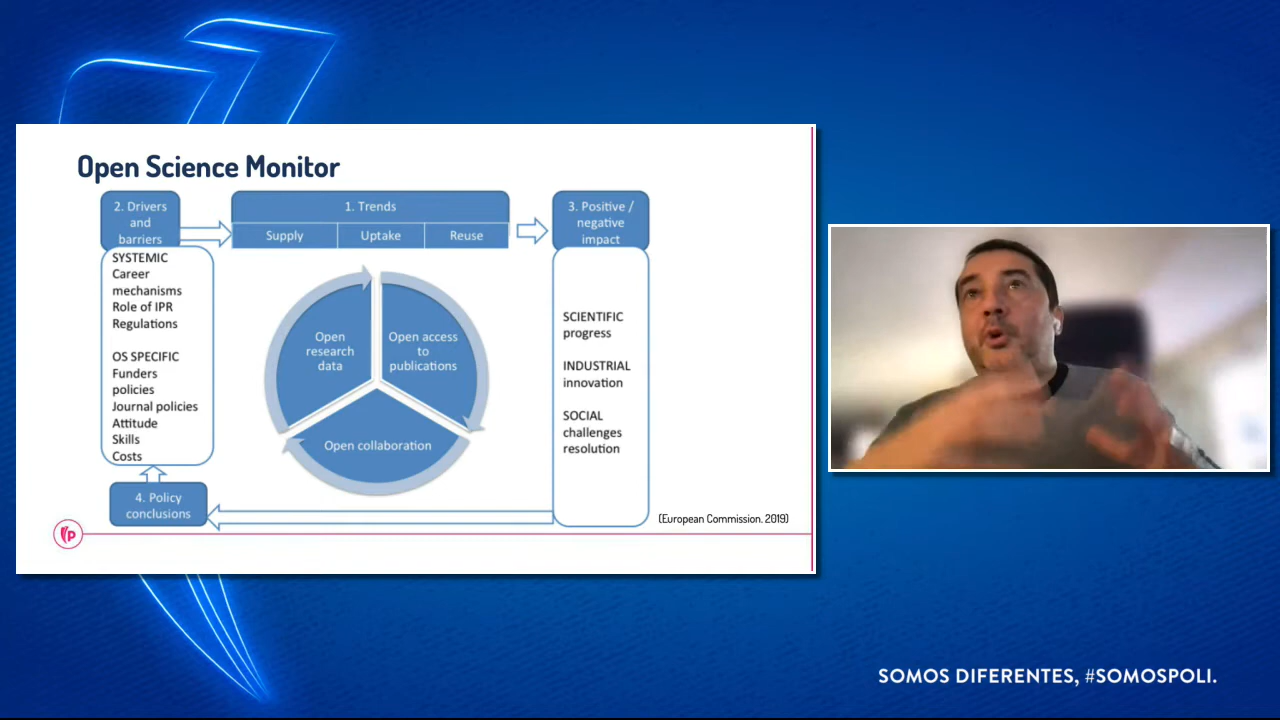 Open Science Monitor
2. Drivers
and
barriers
1. Trends
Supply
Uptake
Reuse
3. Positive /
negative
impact
SYSTEMIC
Career
mechanisms
Role of IPR
Regulations
OS SPECIFIC
Funders
policies
Journal policies
Attitude
Skills
Costs
Open
research
data
Open access
to
publications
Open collaboration
SCIENTIFIC
progress
INDUSTRIAL
innovation
SOCIAL
challenges
resolution
4. Policy
conclusions
(European Commission. 2019)
SOMOS DIFERENTES, #SOMOSPOLI.